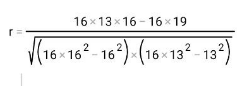 r = (16 × 13 × 16 − 16 × 19) / √((16 × 16² − 16²) × (16 × 13² − 13²))